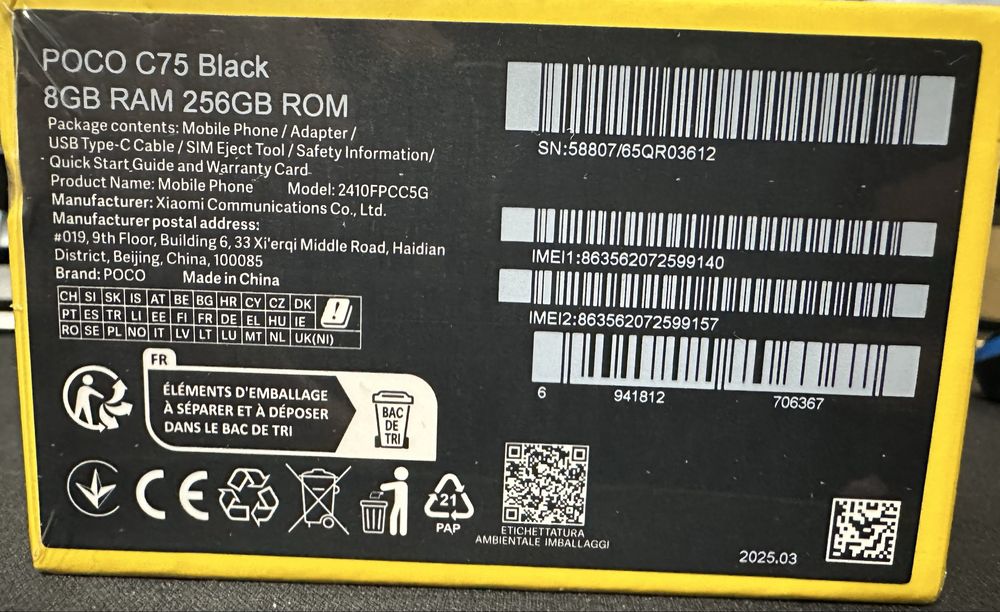 POCO C75 Black
8GB RAM 256GB ROM
Package contents: Mobile Phone / Adapter /
USB Type-C Cable / SIM Eject Tool / Safety Information/
Quick Start Guide and Warranty Card
Product Name: Mobile Phone Model: 2410FPCC5G
Manufacturer: Xiaomi Communications Co., Ltd.
Manufacturer postal address:
#019, 9th Floor, Building 6, 33 Xi'erqi Middle Road, Haidian
District, Beijing, China, 100085
Brand: POCO Made in China
CH SI SK IS AT BE BG HR CY CZ DK
PT ES TR LI EE FI FR DE EL HU IE
RO SE PL NO IT LV LT LU MT NL UK(NI)
FR
ÉLÉMENTS D'EMBALLAGE
À SÉPARER ET À DÉPOSER
DANS LE BAC DE TRI
BAC
DE
TRI
CE
21
PAP
SN:58807/65QR03612
IMEI1:863562072599140
IMEI2:863562072599157
6 941812 706367
ETICHETTATURA
AMBIENTALE IMBALLAGGI
2025.03